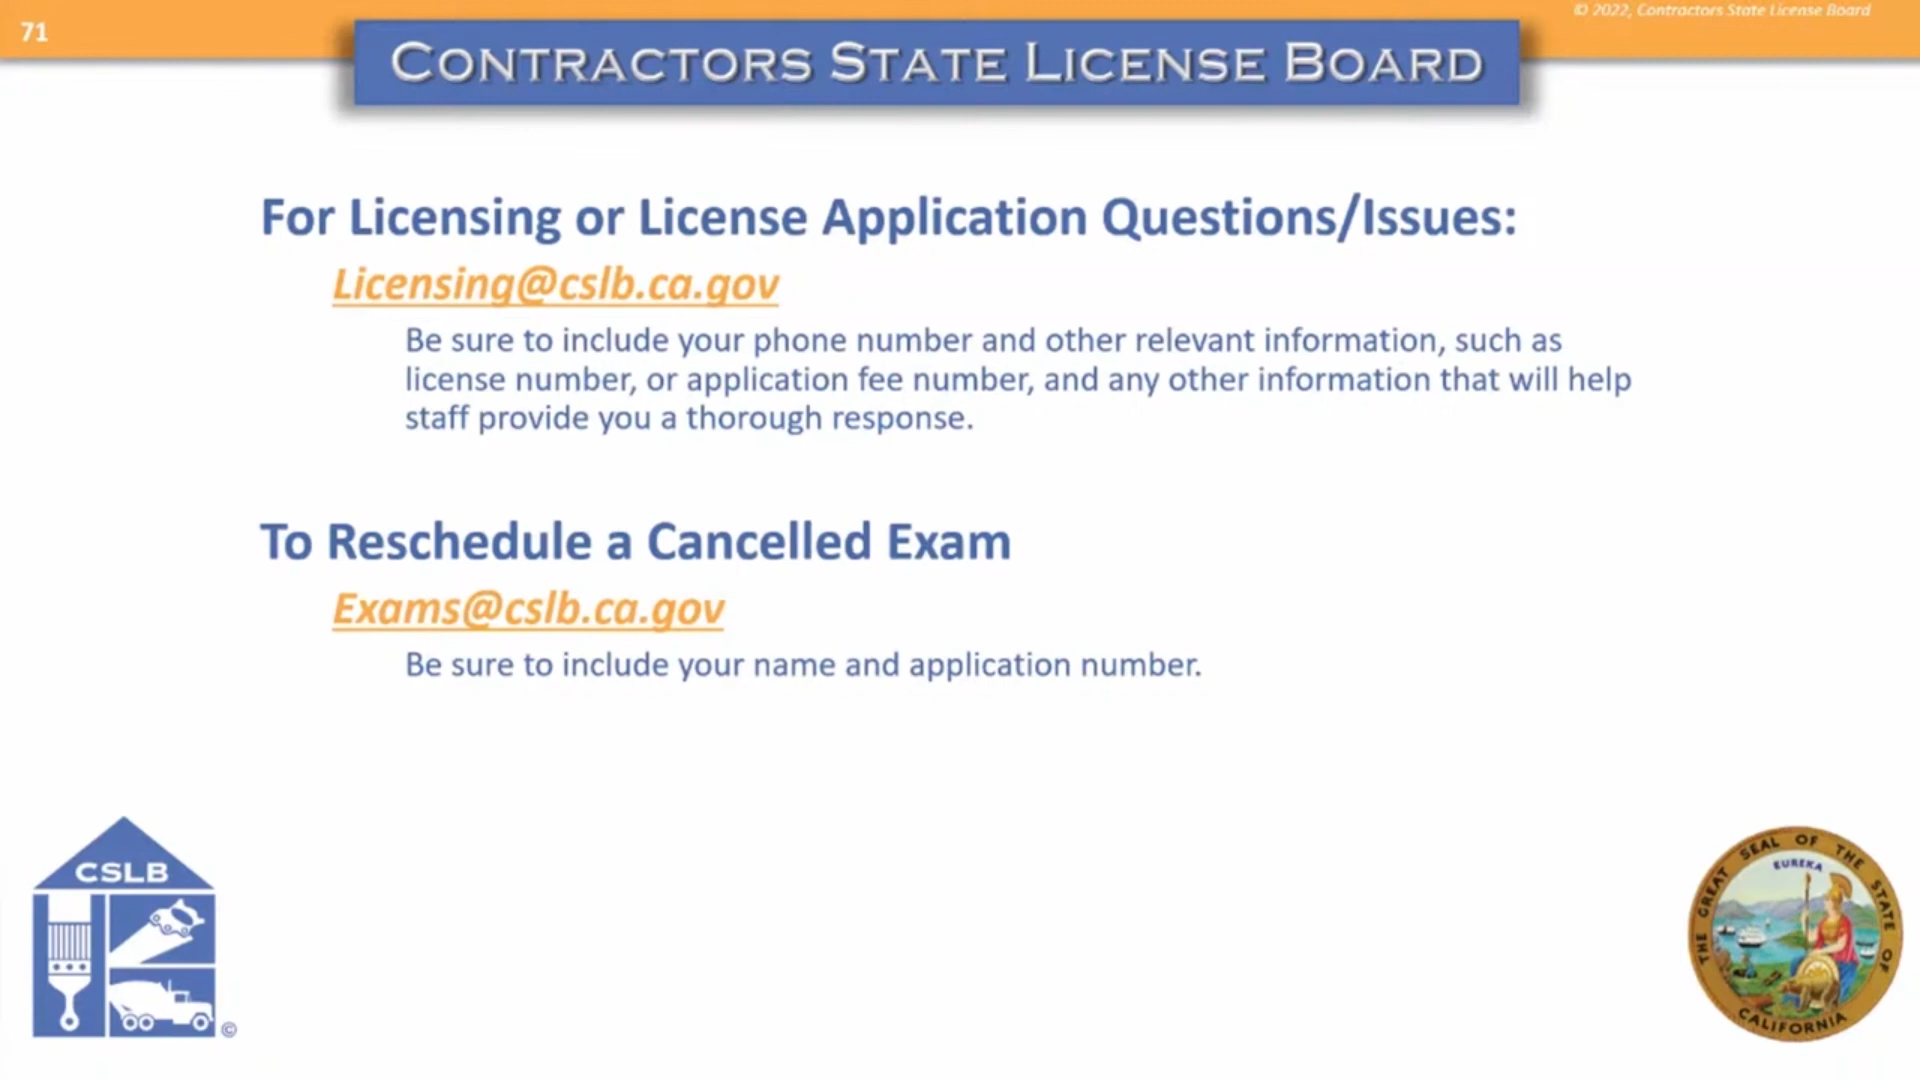 71
© 2022, Contractors State License Board
CONTRACTORS STATE LICENSE BOARD
For Licensing or License Application Questions/Issues:
Licensing@cslb.ca.gov
Be sure to include your phone number and other relevant information, such as
license number, or application fee number, and any other information that will help
staff provide you a thorough response.
To Reschedule a Cancelled Exam
Exams@cslb.ca.gov
Be sure to include your name and application number.
CSLB
©
THE GREAT SEAL OF THE STATE OF CALIFORNIA
EUREKA